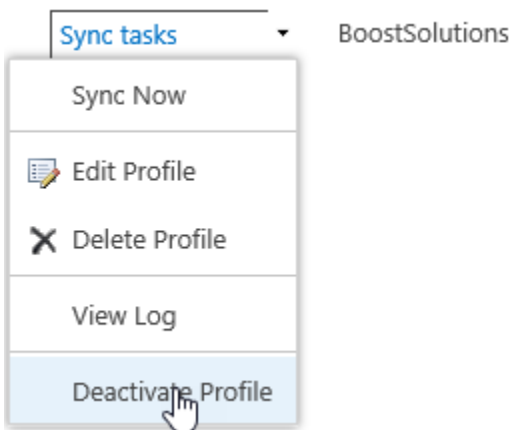 Sync tasks BoostSolutions
Sync Now
Edit Profile
Delete Profile
View Log
Deactivate Profile